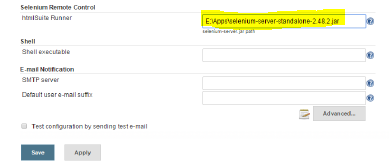 Selenium Remote Control
htmlSuite Runner
E:\Apps\selenium-server-standalone-2.48.2.jar
selenium-server.jar path
Shell
Shell executable
E-mail Notification
SMTP server
Default user e-mail suffix
Advanced...
Test configuration by sending test e-mail
Save Apply